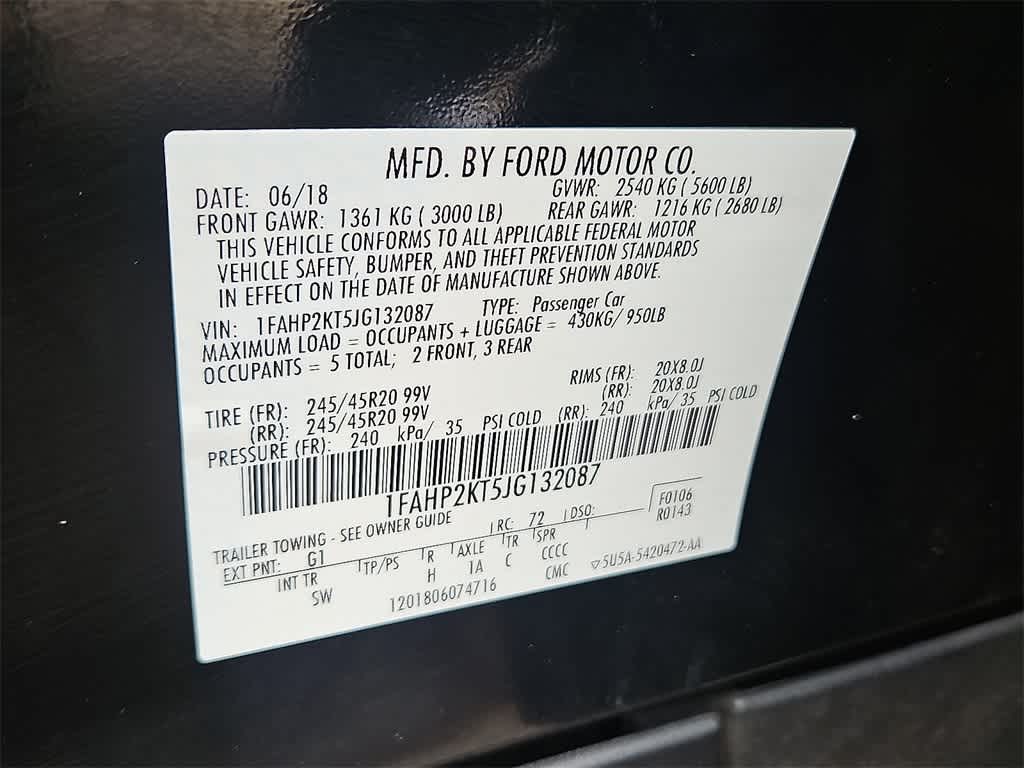 MFD. BY FORD MOTOR CO.
DATE: 06/18 GVWR: 2540 KG ( 5600 LB)
FRONT GAWR: 1361 KG ( 3000 LB) REAR GAWR: 1216 KG ( 2680 LB)
THIS VEHICLE CONFORMS TO ALL APPLICABLE FEDERAL MOTOR
VEHICLE SAFETY, BUMPER, AND THEFT PREVENTION STANDARDS
IN EFFECT ON THE DATE OF MANUFACTURE SHOWN ABOVE.
VIN: 1FAHP2KT5JG132087 TYPE: Passenger Car
MAXIMUM LOAD = OCCUPANTS + LUGGAGE = 430KG/ 950LB
OCCUPANTS = 5 TOTAL; 2 FRONT, 3 REAR
TIRE (FR): 245/45R20 99V RIMS (FR): 20X8.0J
(RR): 245/45R20 99V (RR): 20X8.0J
PRESSURE (FR): 240 kPa/ 35 PSI COLD (RR): 240 kPa/ 35 PSI COLD
1FAHP2KT5JG132087
TRAILER TOWING - SEE OWNER GUIDE
F0106
EXT PNT: G1 RC: 72 DSO: R0143
INT TR TP/PS R AXLE TR SPR
SW H 1A C CCCC
CMC ▽5U5A-5420472-AA
1201806074716